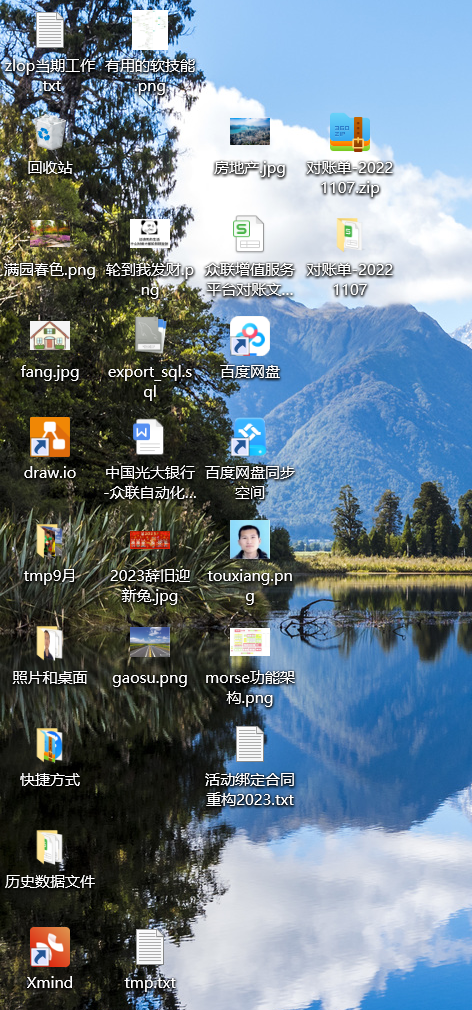 zlop当期工作
txt
有用的软技能
.png
回收站
房地产.jpg
对账单-2022
1107.zip
满园春色.png
轮到我发财.p
ng
众联增值服务
平台对账文...
对账单-2022
1107
fang.jpg
export_sql.s
ql
百度网盘
draw.io
中国光大银行
-众联自动化...
百度网盘同步
空间
tmp9月
2023辞旧迎
新兔.jpg
touxiang.pn
g
照片和桌面
gaosu.png
morse功能架
构.png
快捷方式
活动绑定合同
重构2023.txt
历史数据文件
Xmind
tmp.txt